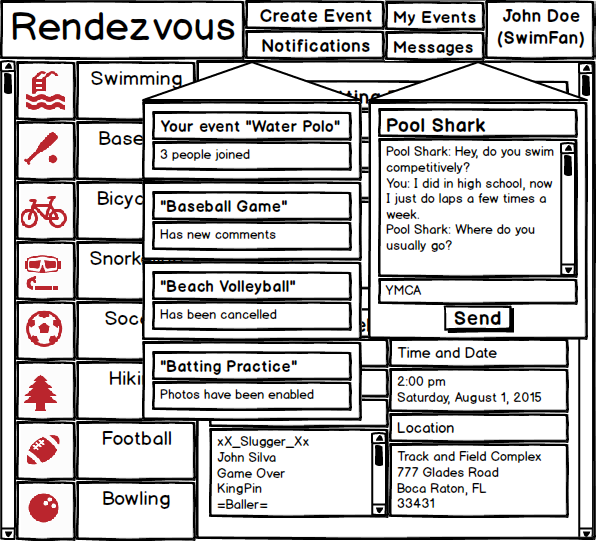 Rendezvous
Create Event
My Events
John Doe
(SwimFan)
Notifications
Messages
Swimming
Base
Bicyc
Snork
Socc
Hiki
Football
Bowling
Your event "Water Polo"
3 people joined
"Baseball Game"
Has new comments
"Beach Volleyball"
Has been cancelled
"Batting Practice"
Photos have been enabled
Pool Shark
Pool Shark: Hey, do you swim
competitively?
You: I did in high school, now
I just do laps a few times a
week.
Pool Shark: Where do you
usually go?
YMCA
Send
Time and Date
2:00 pm
Saturday, August 1, 2015
Location
Track and Field Complex
777 Glades Road
Boca Raton, FL
33431
xX_Slugger_Xx
John Silva
Game Over
KingPin
=Baller=